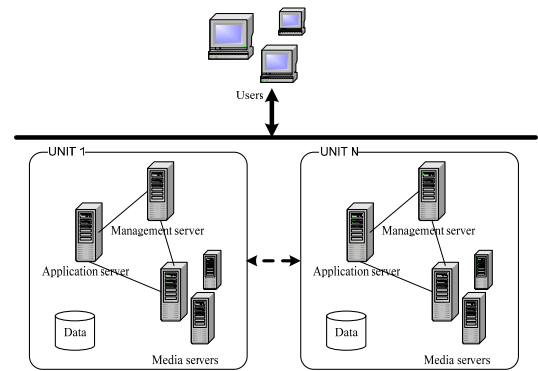 Users
UNIT 1
UNIT N
Management server
Management server
Application server
Application server
Data
Data
Media servers
Media servers